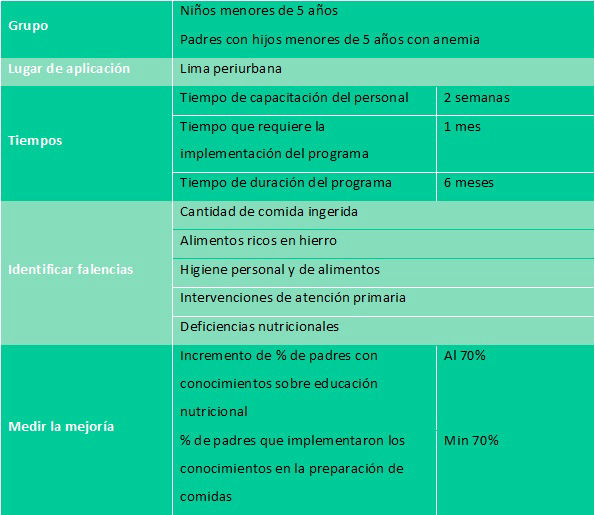 Grupo
Niños menores de 5 años
Padres con hijos menores de 5 años con anemia
Lugar de aplicación
Lima periurbana
Tiempos
Tiempo de capacitación del personal
2 semanas
Tiempo que requiere la
implementación del programa
1 mes
Tiempo de duración del programa
6 meses
Identificar falencias
Cantidad de comida ingerida
Alimentos ricos en hierro
Higiene personal y de alimentos
Intervenciones de atención primaria
Deficiencias nutricionales
Medir la mejoría
Incremento de % de padres con
conocimientos sobre educación
nutricional
Al 70%
% de padres que implementaron los
conocimientos en la preparación de
comidas
Min 70%